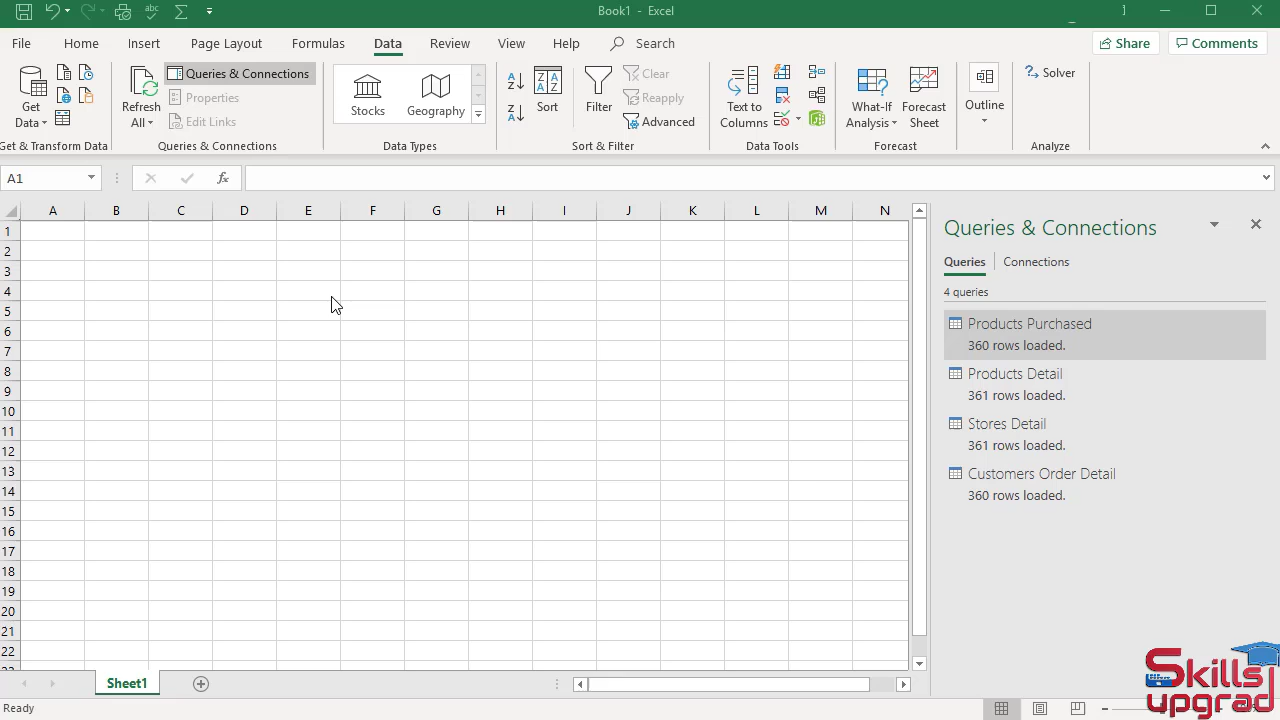 Book1 - Excel
File Home Insert Page Layout Formulas Data Review View Help Search Share Comments
Get Data
Refresh All
Queries & Connections
Properties
Edit Links
Stocks
Geography
Sort
Filter
Clear
Reapply
Advanced
Text to Columns
What-If Analysis
Forecast Sheet
Outline
Solver
Get & Transform Data Queries & Connections Data Types Sort & Filter Data Tools Forecast Analyze
A1 fx
A B C D E F G H I J K L M N
1
2
3
4
5
6
7
8
9
10
11
12
13
14
15
16
17
18
19
20
21
22
Queries & Connections
Queries Connections
4 queries
Products Purchased
360 rows loaded.
Products Detail
361 rows loaded.
Stores Detail
361 rows loaded.
Customers Order Detail
360 rows loaded.
Sheet1
Ready
Skills
upgrad